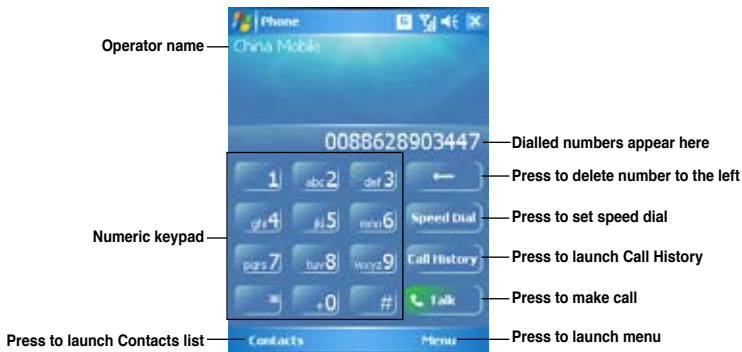 Phone
G
Operator name
China Mobile
0088628903447
Dialled numbers appear here
1
abc 2
def 3
Press to delete number to the left
ghi 4
jkl 5
mno 6
Speed Dial
Press to set speed dial
Numeric keypad
pqrs 7
tuv 8
wxyz 9
Call History
Press to launch Call History
*
+0
#
Talk
Press to make call
Press to launch Contacts list
Contacts
Menu
Press to launch menu